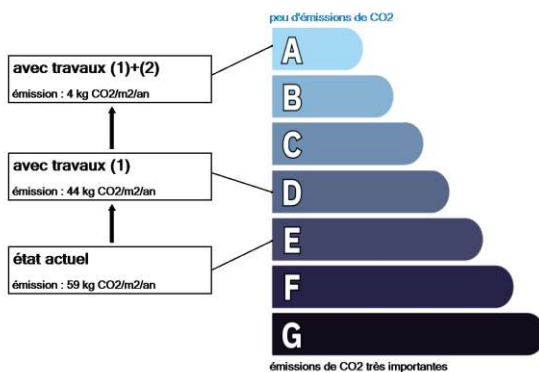 peu d'émissions de CO2
A
avec travaux (1)+(2)
émission : 4 kg CO2/m2/an
B
C
avec travaux (1)
émission : 44 kg CO2/m2/an
D
E
état actuel
émission : 59 kg CO2/m2/an
F
G
émissions de CO2 très importantes